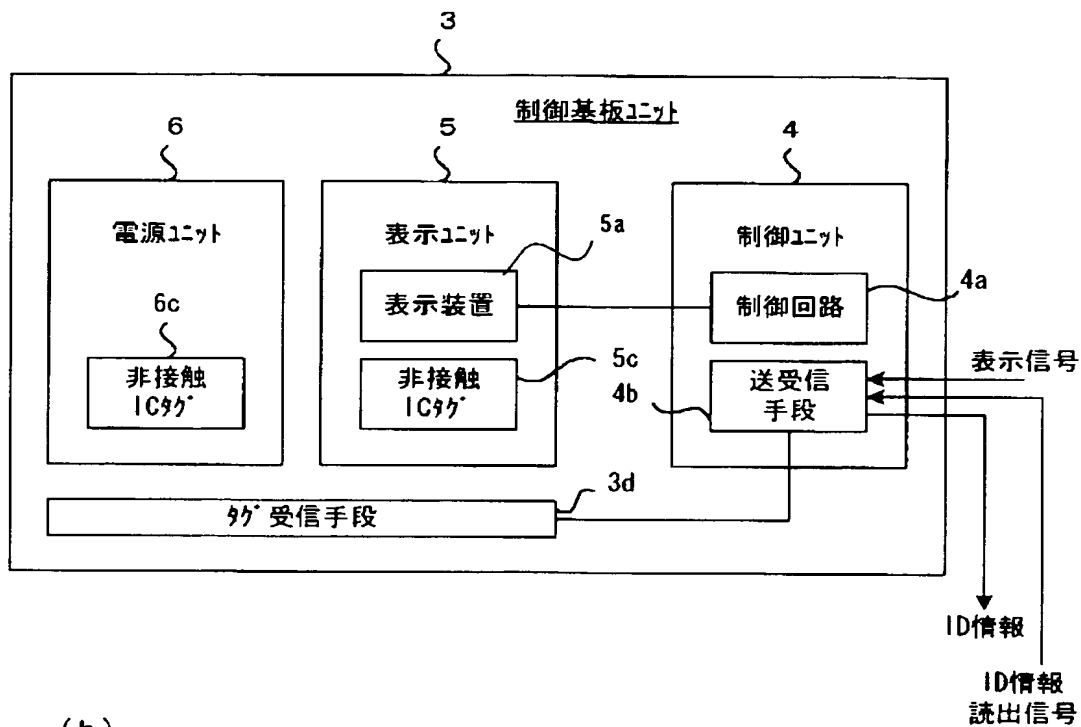 3
制御基板ﾕﾆｯﾄ
6
5
4
電源ﾕﾆｯﾄ
表示ﾕﾆｯﾄ
制御ﾕﾆｯﾄ
5a
表示装置
制御回路
4a
6c
非接触
ICﾀｸﾞ
非接触
ICﾀｸﾞ
5c
4b
送受信
手段
表示信号
ﾀｸﾞ受信手段
3d
ID情報
ID情報
読出信号
(b)